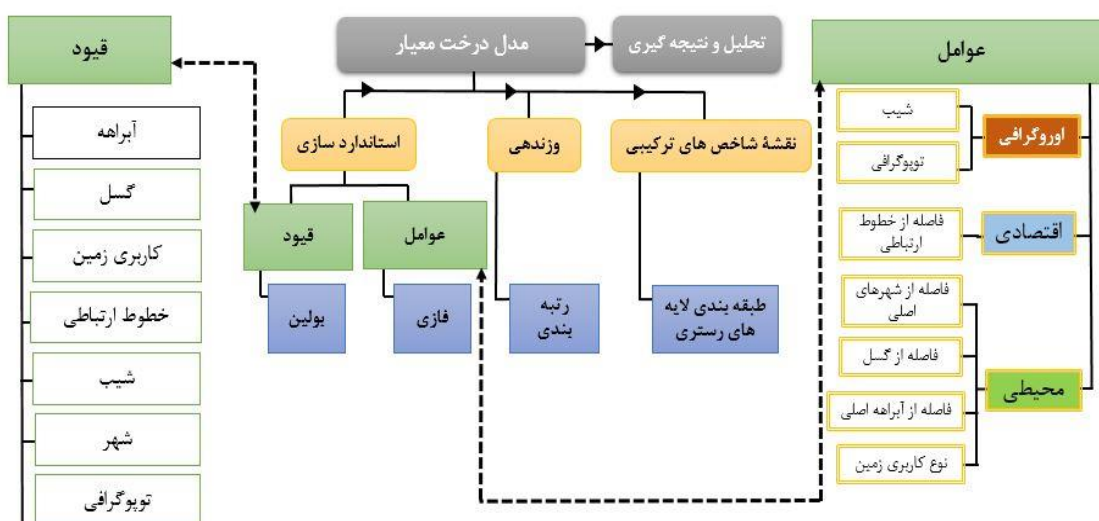 عوامل
اوروگرافی
شیب
توپوگرافی
اقتصادی
فاصله از خطوط
ارتباطی
محیطی
فاصله از شهرهای
اصلی
فاصله از گسل
فاصله از آبراهه اصلی
نوع کاربری زمین
مدل درخت معیار
تحلیل و نتیجه گیری
نقشۀ شاخص های ترکیبی
وزندهی
استاندارد سازی
طبقه بندی لایه
های رستری
رتبه
بندی
عوامل
قیود
فازی
بولین
قیود
آبراهه
گسل
کاربری زمین
خطوط ارتباطی
شیب
شهر
توپوگرافی